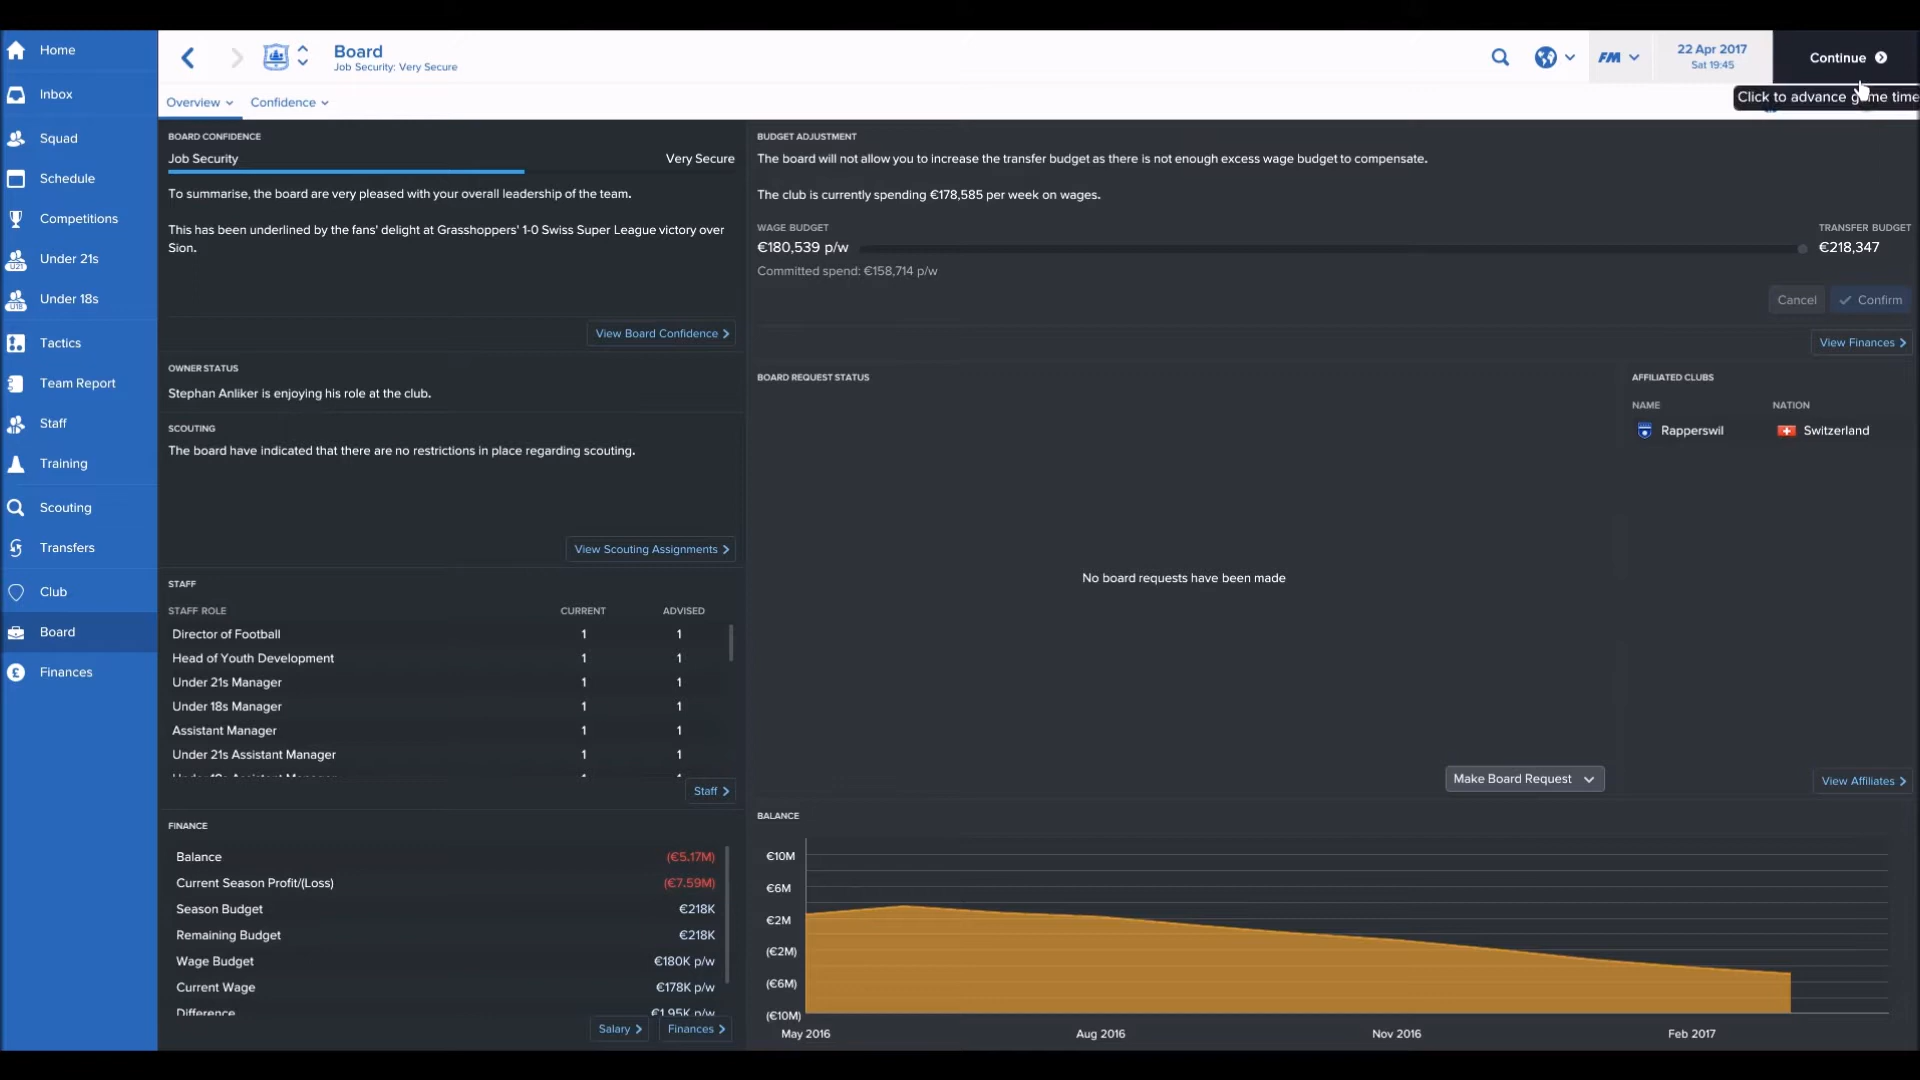 Home
Inbox
Squad
Schedule
Competitions
Under 21s
U21
Under 18s
U18
Tactics
Team Report
Staff
Training
Scouting
Transfers
Club
Board
Finances
Board
Job Security: Very Secure
FM
22 Apr 2017
Sat 19:45
Continue
Click to advance game time
Overview
Confidence
BOARD CONFIDENCE
Job Security Very Secure
To summarise, the board are very pleased with your overall leadership of the team.
This has been underlined by the fans' delight at Grasshoppers' 1-0 Swiss Super League victory over
Sion.
View Board Confidence
OWNER STATUS
Stephan Anliker is enjoying his role at the club.
SCOUTING
The board have indicated that there are no restrictions in place regarding scouting.
View Scouting Assignments
STAFF
STAFF ROLE CURRENT ADVISED
Director of Football 1 1
Head of Youth Development 1 1
Under 21s Manager 1 1
Under 18s Manager 1 1
Assistant Manager 1 1
Under 21s Assistant Manager 1 1
Staff
FINANCE
Balance (€5.17M)
Current Season Profit/(Loss) (€7.59M)
Season Budget €218K
Remaining Budget €218K
Wage Budget €180K p/w
Current Wage €178K p/w
Difference €1.95K p/w
Salary Finances
BUDGET ADJUSTMENT
The board will not allow you to increase the transfer budget as there is not enough excess wage budget to compensate.
The club is currently spending €178,585 per week on wages.
WAGE BUDGET TRANSFER BUDGET
€180,539 p/w €218,347
Committed spend: €158,714 p/w
Cancel Confirm
View Finances
BOARD REQUEST STATUS
No board requests have been made
Make Board Request
AFFILIATED CLUBS
NAME NATION
Rapperswil Switzerland
View Affiliates
BALANCE
€10M
€6M
€2M
(€2M)
(€6M)
(€10M)
May 2016 Aug 2016 Nov 2016 Feb 2017